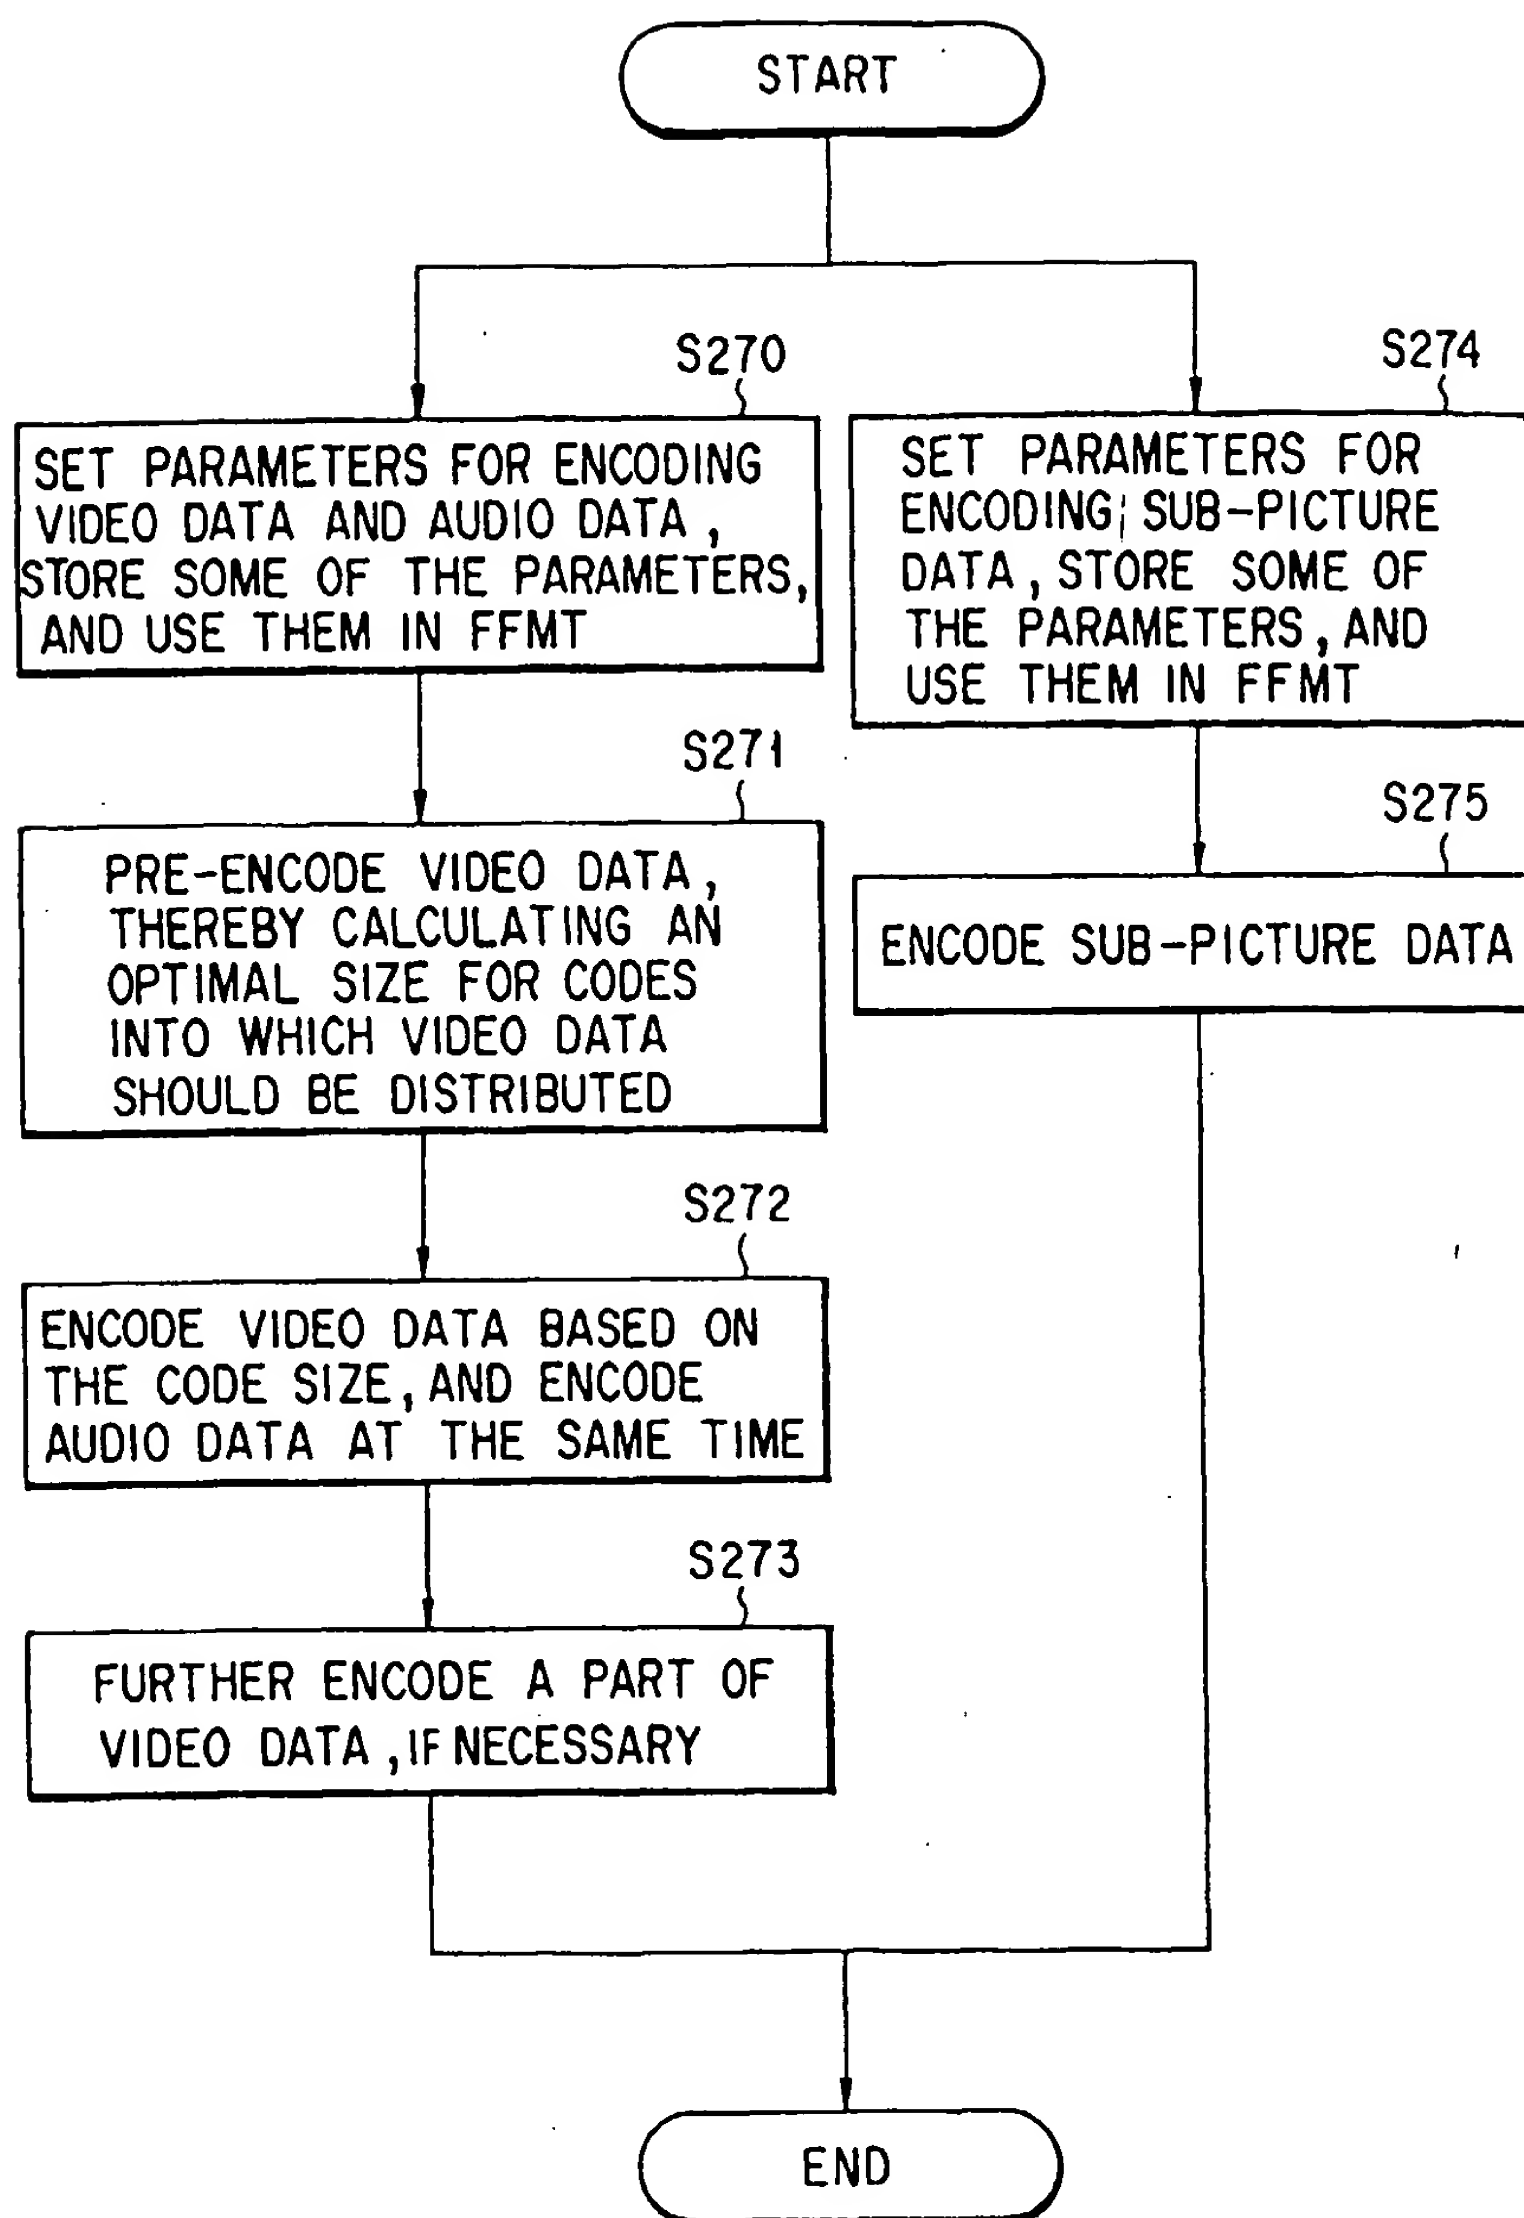 START
S270
SET PARAMETERS FOR ENCODING
VIDEO DATA AND AUDIO DATA,
STORE SOME OF THE PARAMETERS,
AND USE THEM IN FFMT
S271
PRE-ENCODE VIDEO DATA,
THEREBY CALCULATING AN
OPTIMAL SIZE FOR CODES
INTO WHICH VIDEO DATA
SHOULD BE DISTRIBUTED
S272
ENCODE VIDEO DATA BASED ON
THE CODE SIZE, AND ENCODE
AUDIO DATA AT THE SAME TIME
S273
FURTHER ENCODE A PART OF
VIDEO DATA, IF NECESSARY
S274
SET PARAMETERS FOR
ENCODING SUB-PICTURE
DATA, STORE SOME OF
THE PARAMETERS, AND
USE THEM IN FFMT
S275
ENCODE SUB-PICTURE DATA
END